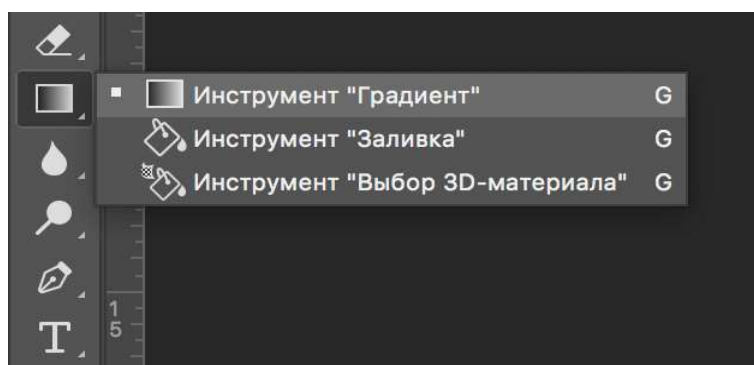 Инструмент "Градиент" G
Инструмент "Заливка" G
Инструмент "Выбор 3D-материала" G
1
5